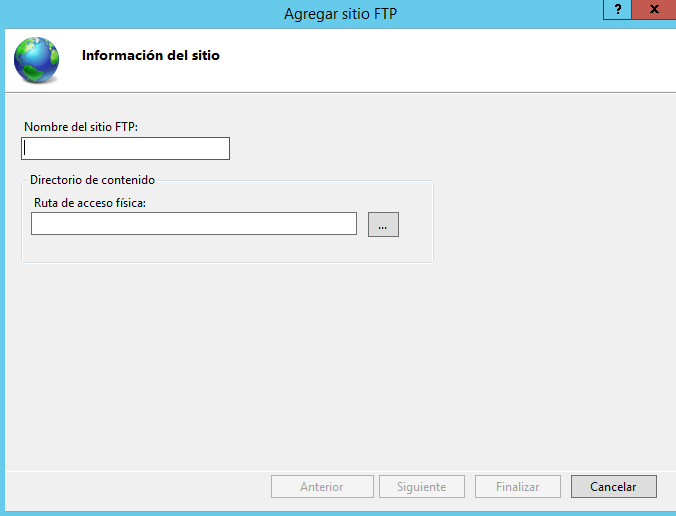 Agregar sitio FTP
?
x
Información del sitio
Nombre del sitio FTP:
Directorio de contenido
Ruta de acceso física:
...
Anterior Siguiente Finalizar Cancelar